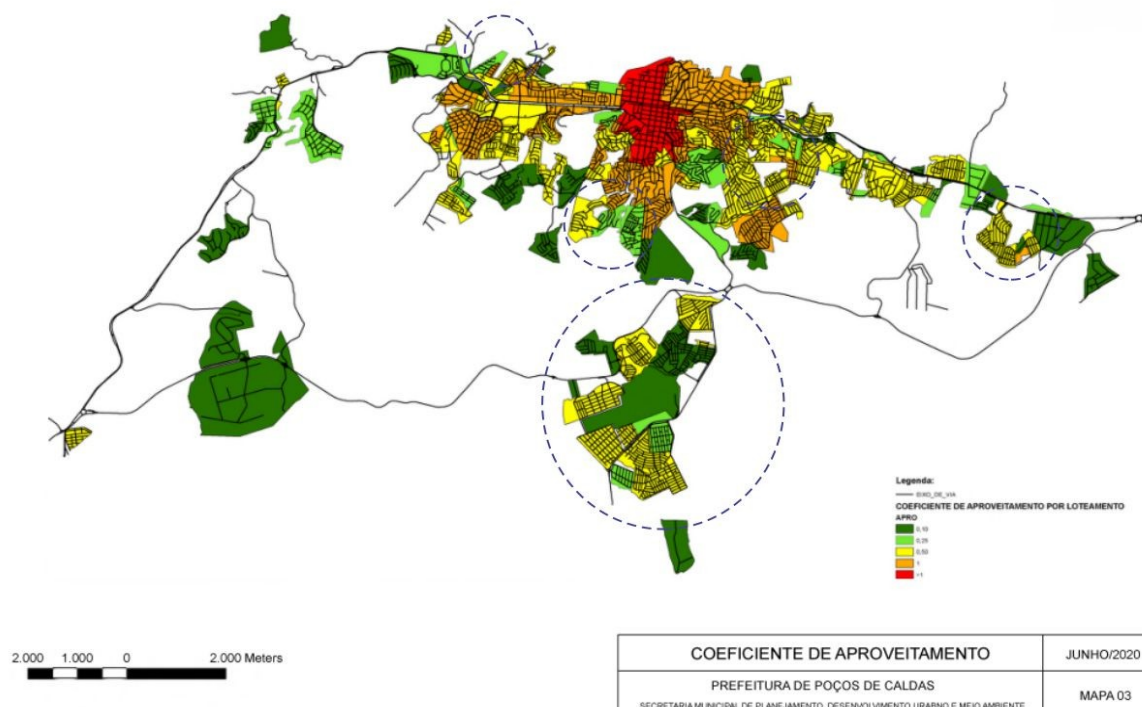 Legenda:
EIXO_DE_VIA
COEFICIENTE DE APROVEITAMENTO POR LOTEAMENTO
APRO
0,10
0,25
0,50
1
>1
2.000 1.000 0 2.000 Meters
COEFICIENTE DE APROVEITAMENTO
JUNHO/2020
PREFEITURA DE POÇOS DE CALDAS
MAPA 03
SECRETARIA MUNICIPAL DE PLANEJAMENTO, DESENVOLVIMENTO URBANO E MEIO AMBIENTE